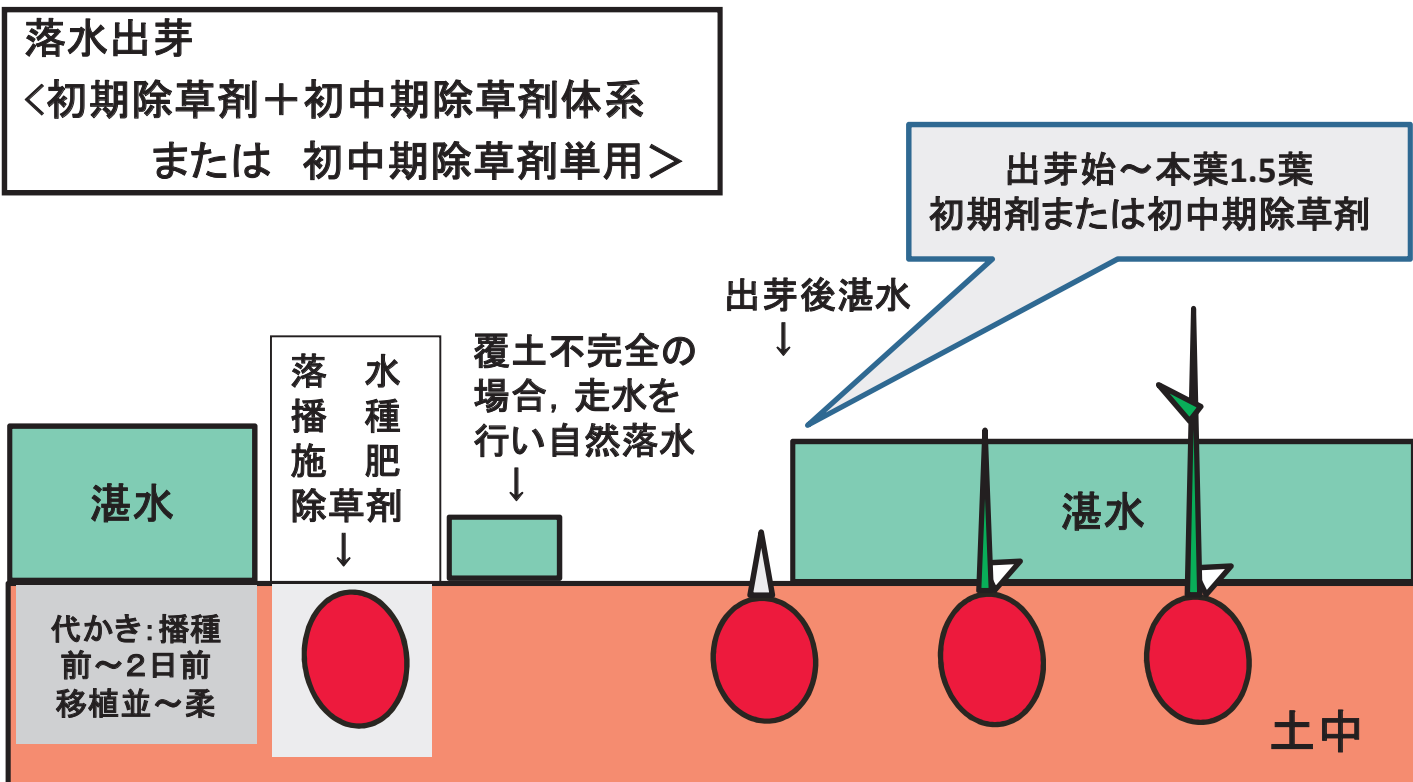 落水出芽
<初期除草剤＋初中期除草剤体系
または 初中期除草剤単用＞
出芽始～本葉1.5葉
初期剤または初中期除草剤
出芽後湛水
↓
覆土不完全の
場合，走水を
行い自然落水
↓
落 水
播 種
施 肥
除草剤
↓
湛水
湛水
代かき：播種
前～２日前
移植並～柔
土中